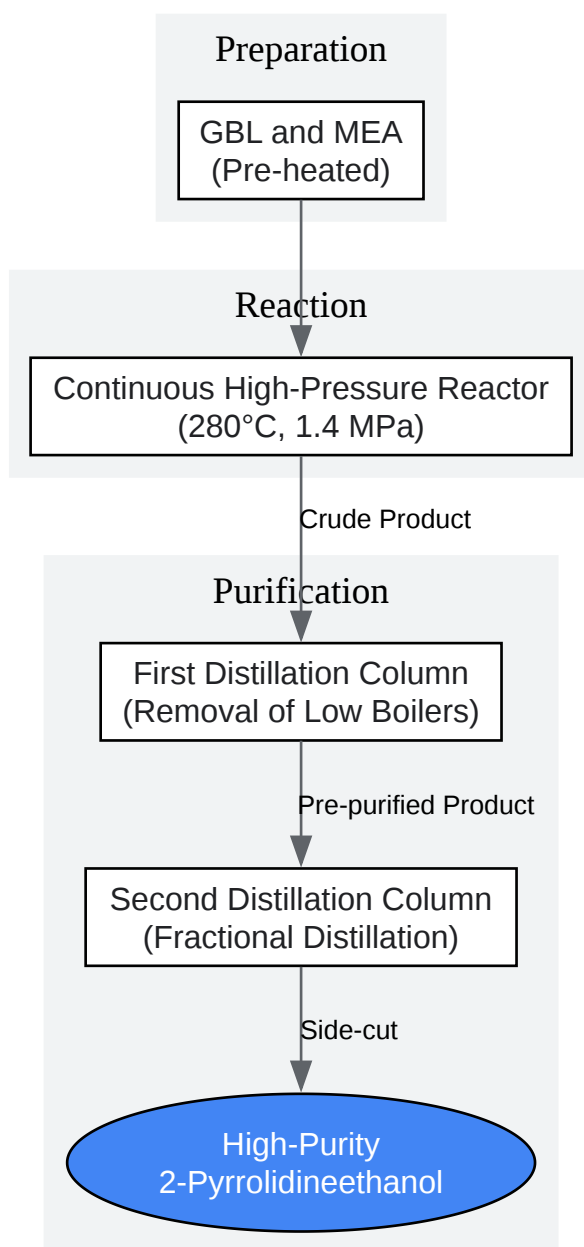 Preparation
GBL and MEA
(Pre-heated)
Reaction
Continuous High-Pressure Reactor
(280°C, 1.4 MPa)
Crude Product
Purification
First Distillation Column
(Removal of Low Boilers)
Pre-purified Product
Second Distillation Column
(Fractional Distillation)
Side-cut
High-Purity
2-Pyrrolidineethanol